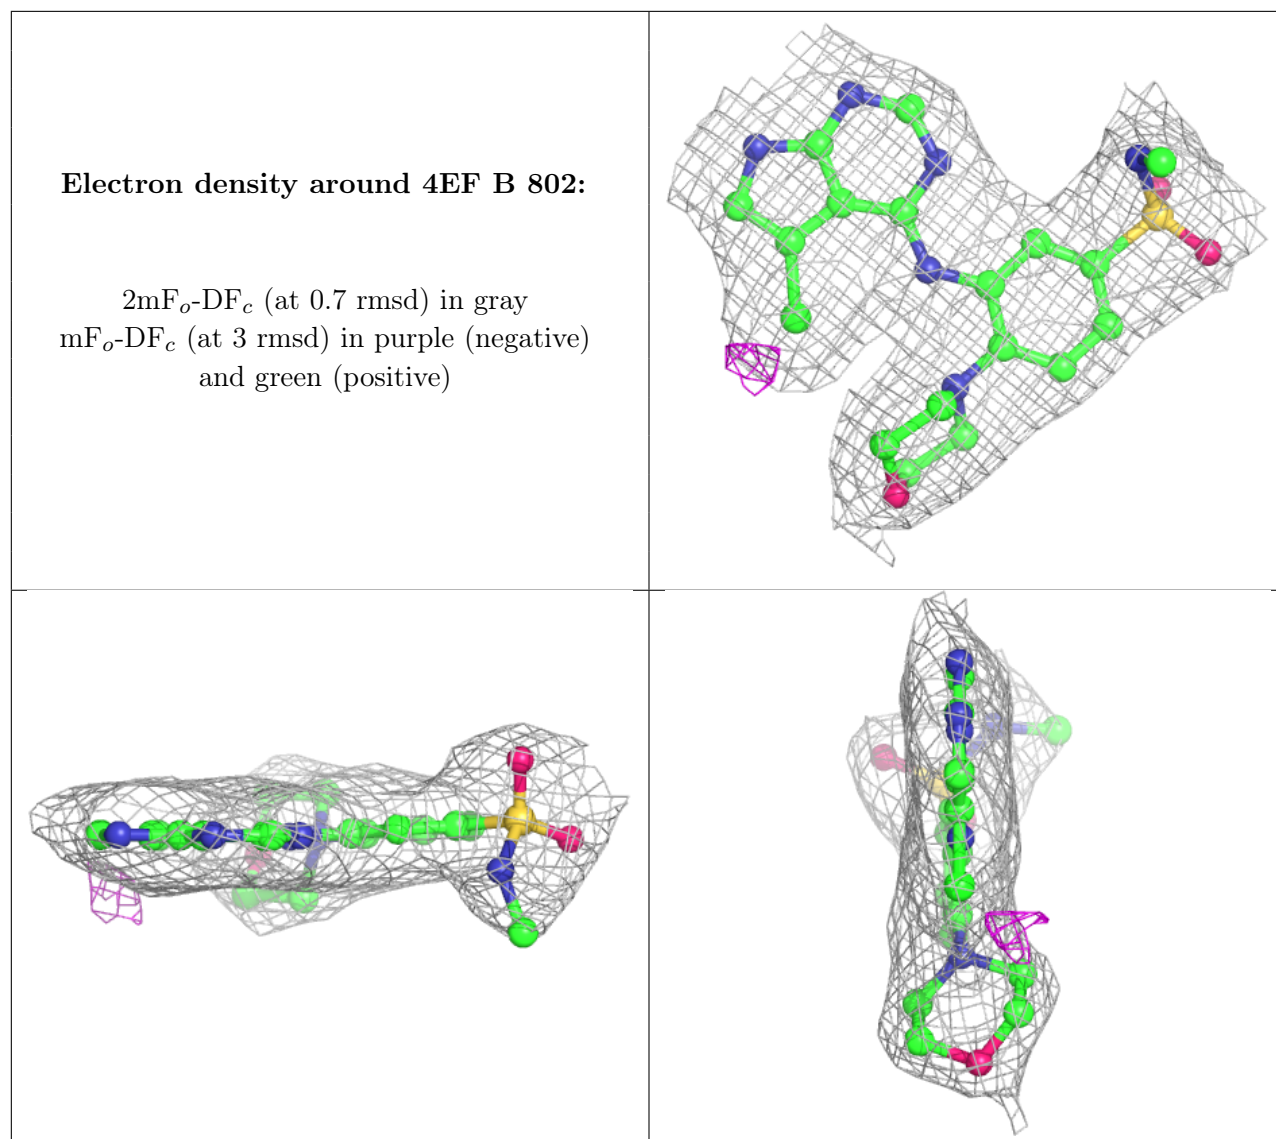 Electron density around 4EF B 802:
2mFo-DFc (at 0.7 rmsd) in gray
mFo-DFc (at 3 rmsd) in purple (negative)
and green (positive)